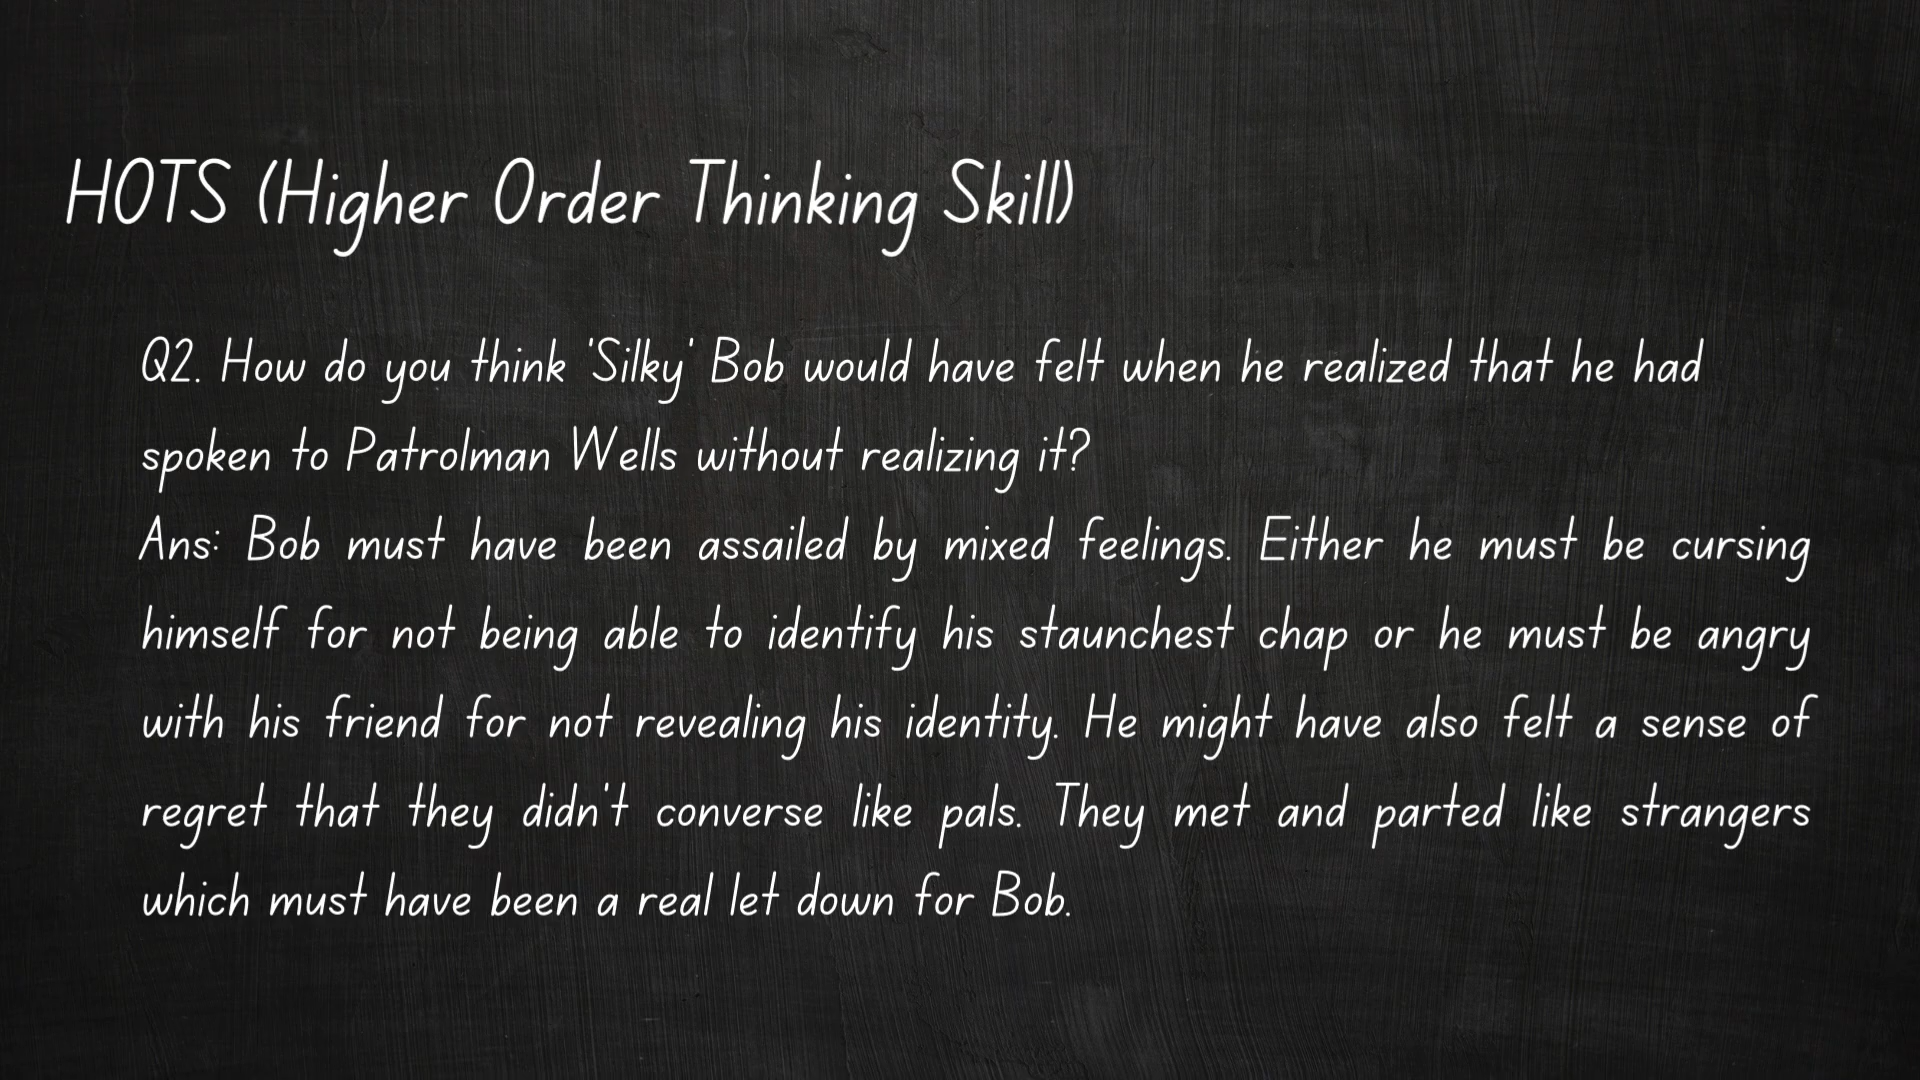 HOTS (Higher Order Thinking Skill)
Q2. How do you think 'Silky' Bob would have felt when he realized that he had
spoken to Patrolman Wells without realizing it?
Ans: Bob must have been assailed by mixed feelings. Either he must be cursing
himself for not being able to identify his staunchest chap or he must be angry
with his friend for not revealing his identity. He might have also felt a sense of
regret that they didn't converse like pals. They met and parted like strangers
which must have been a real let down for Bob.